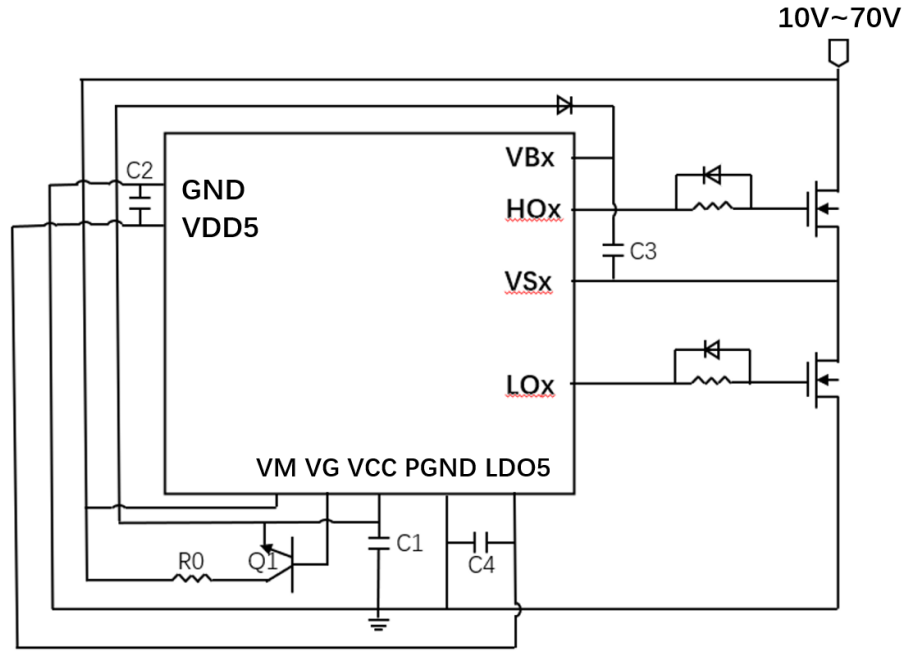 10V~70V
C2
VBx
GND
HOx
VDD5
C3
VSx
LOx
VM VG VCC PGND LDO5
C1
R0
Q1
C4